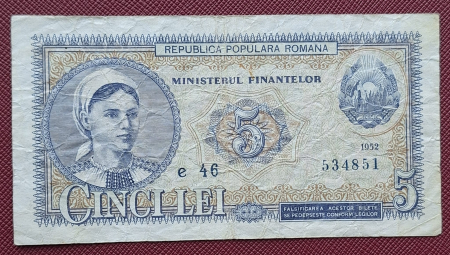 REPUBLICA POPULARA ROMANA
MINISTERUL FINANTELOR
5
1952
e 46
534851
CINCI LEI
5
FALSIFICAREA ACESTOR BILETE
SE PEDEPSESTE CONFORM LEGILOR